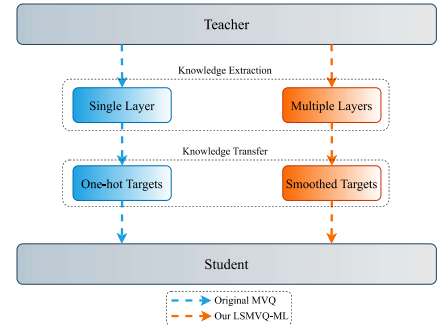 Teacher
Knowledge Extraction
Single Layer
Multiple Layers
Knowledge Transfer
One-hot Targets
Smoothed Targets
Student
Original MVQ
Our LSMVQ-ML